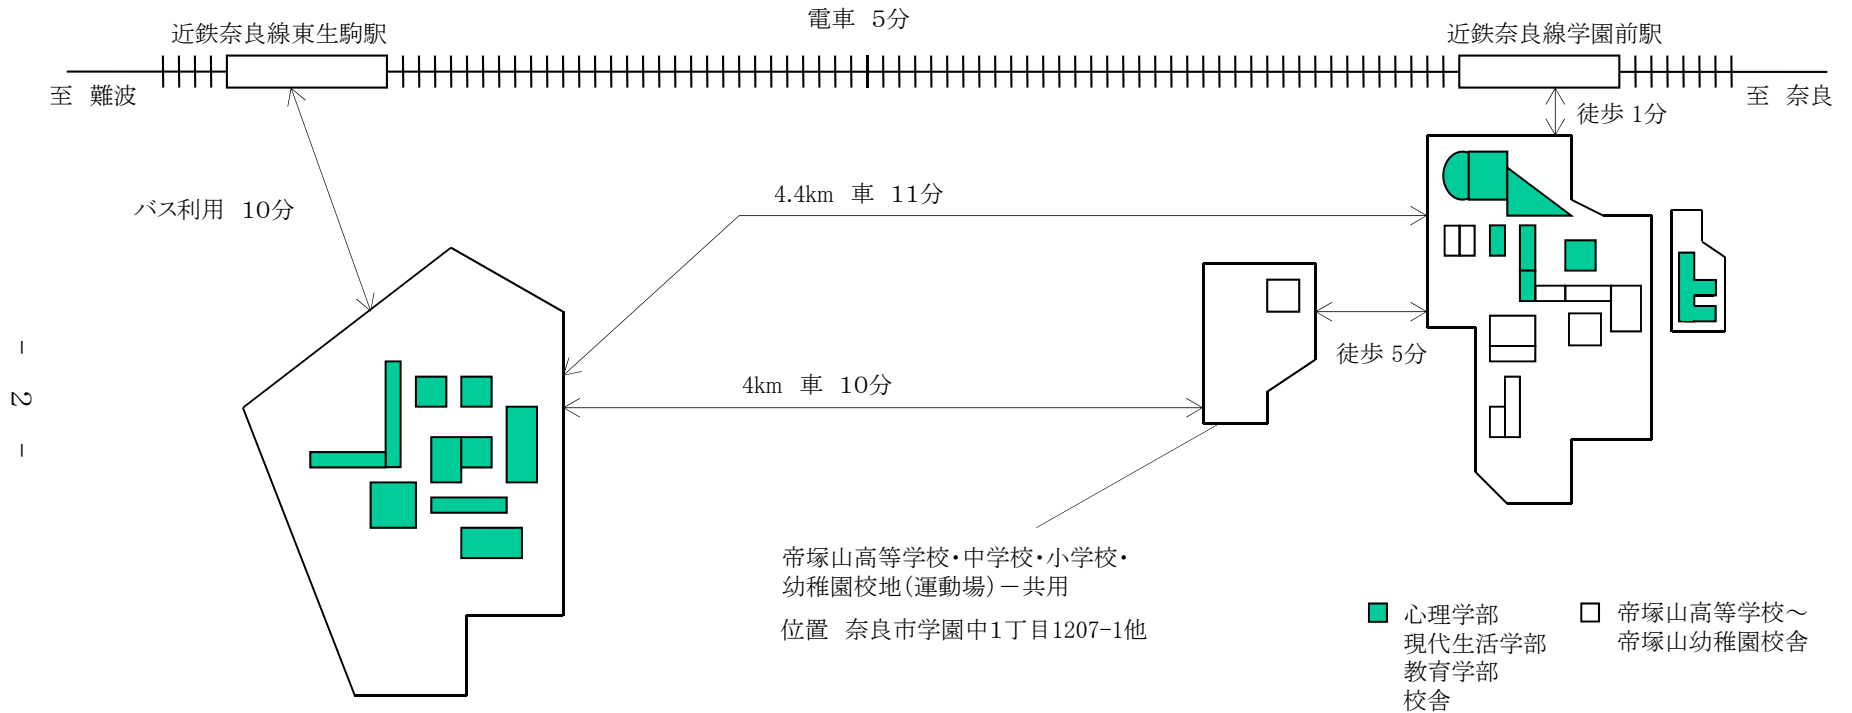 電車 5分
近鉄奈良線東生駒駅
近鉄奈良線学園前駅
至 難波
至 奈良
徒歩 1分
バス利用 10分
4.4km 車 11分
徒歩 5分
4km 車 10分
- 2 -
帝塚山高等学校・中学校・小学校・
幼稚園校地(運動場)－共用
位置 奈良市学園中1丁目1207-1他
心理学部
現代生活学部
教育学部
校舎
帝塚山高等学校～
帝塚山幼稚園校舎